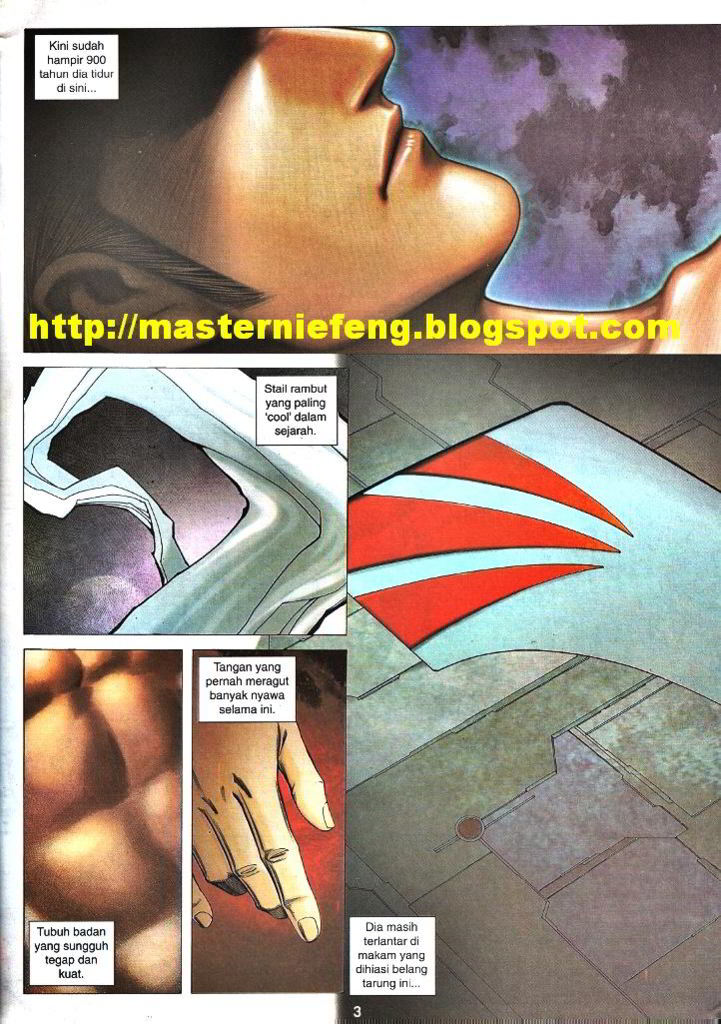 Kini sudah
hampir 900
tahun dia tidur
di sini...
http://masterniefeng.blogspot.com
Stail rambut
yang paling
'cool' dalam
sejarah.
Tubuh badan
yang sungguh
tegap dan
kuat.
Tangan yang
pernah meragut
banyak nyawa
selama ini.
Dia masih
terlantar di
makam yang
dihiasi belang
tarung ini...
3